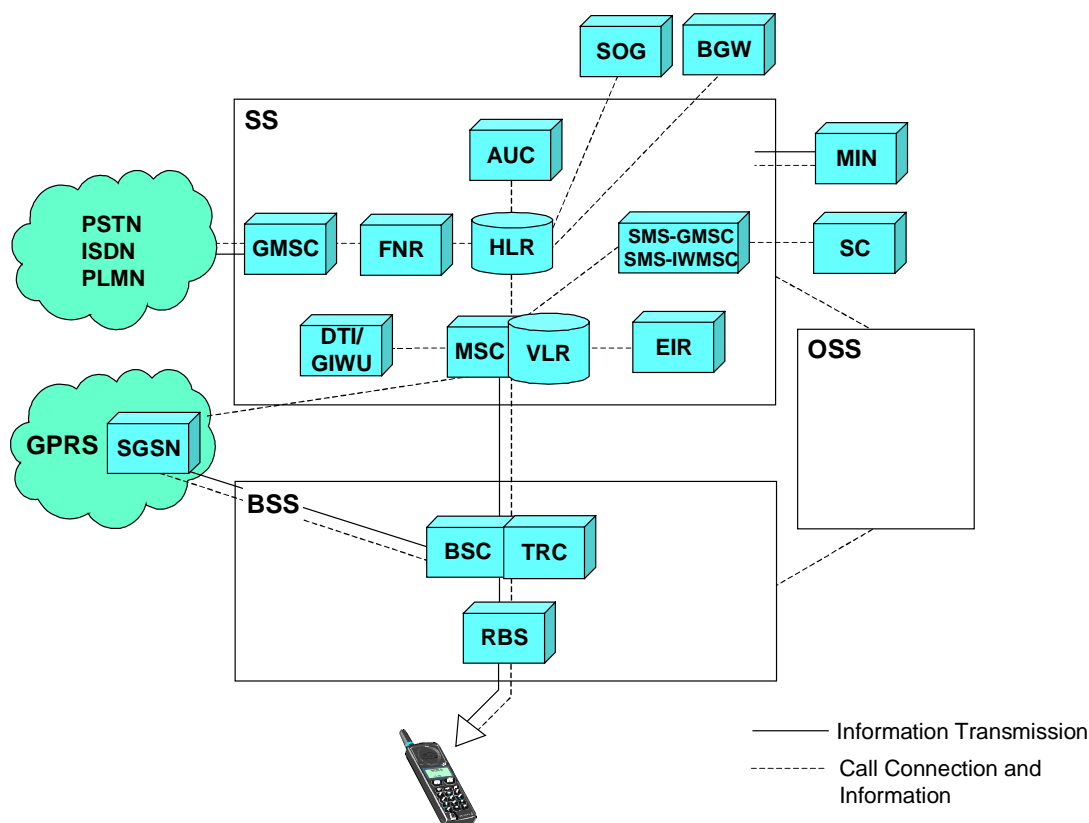 SOG
BGW
SS
AUC
MIN
PSTN
ISDN
PLMN
GMSC
FNR
HLR
SMS-GMSC
SMS-IWMSC
SC
DTI/
GIWU
MSC
VLR
EIR
OSS
GPRS
SGSN
BSS
BSC
TRC
RBS
Information Transmission
Call Connection and
Information